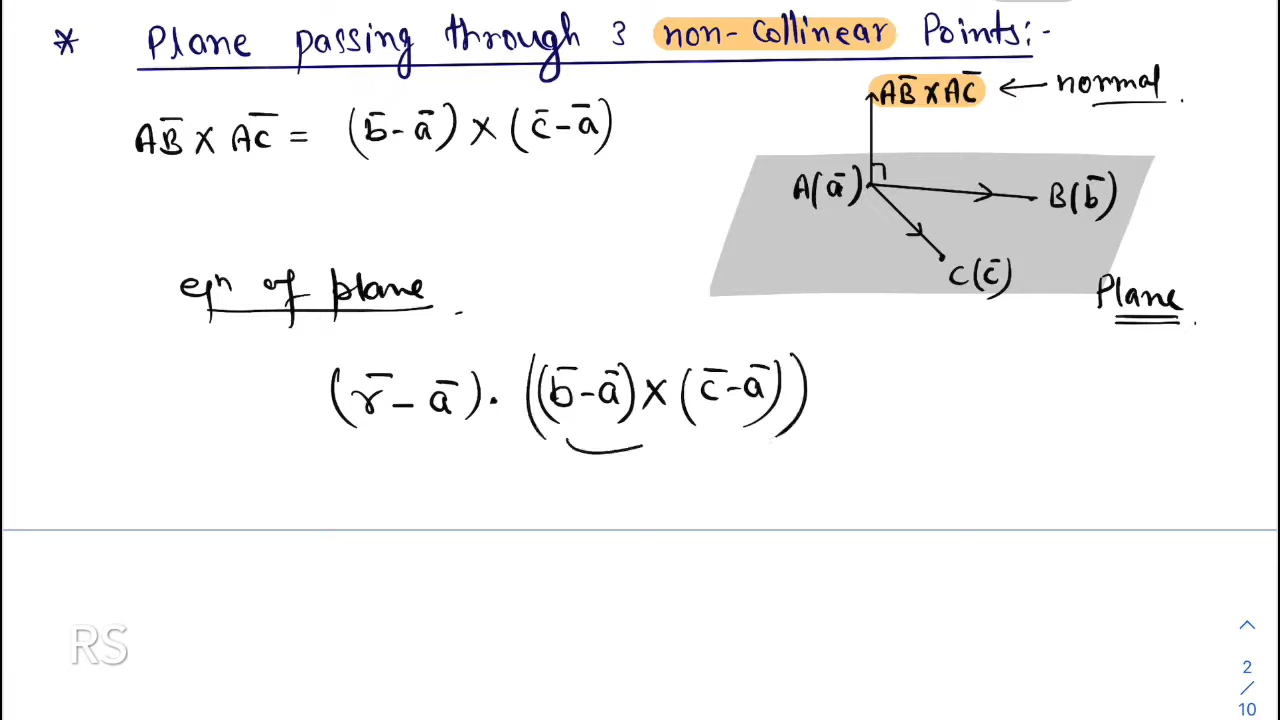 * Plane passing through 3 non-collinear Points:-
AB̄ × AC̄ ← normal.
AB̄ × AC̄ = (b̄-ā) × (c̄-ā)
A(ā) B(b̄)
C(c̄)
eqⁿ of plane.
Plane.
(r̄-ā). ((b̄-ā)×(c̄-ā))
RS
2
/
10